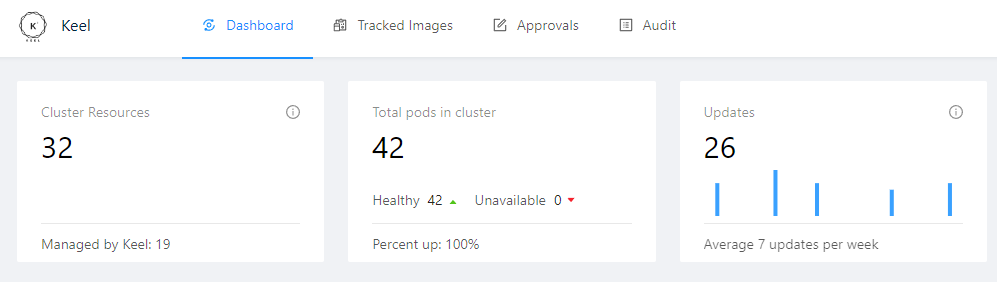 K
KEEL
Keel
Dashboard
Tracked Images
Approvals
Audit
Cluster Resources
32
Managed by Keel: 19
Total pods in cluster
42
Healthy 42 Unavailable 0
Percent up: 100%
Updates
26
Average 7 updates per week